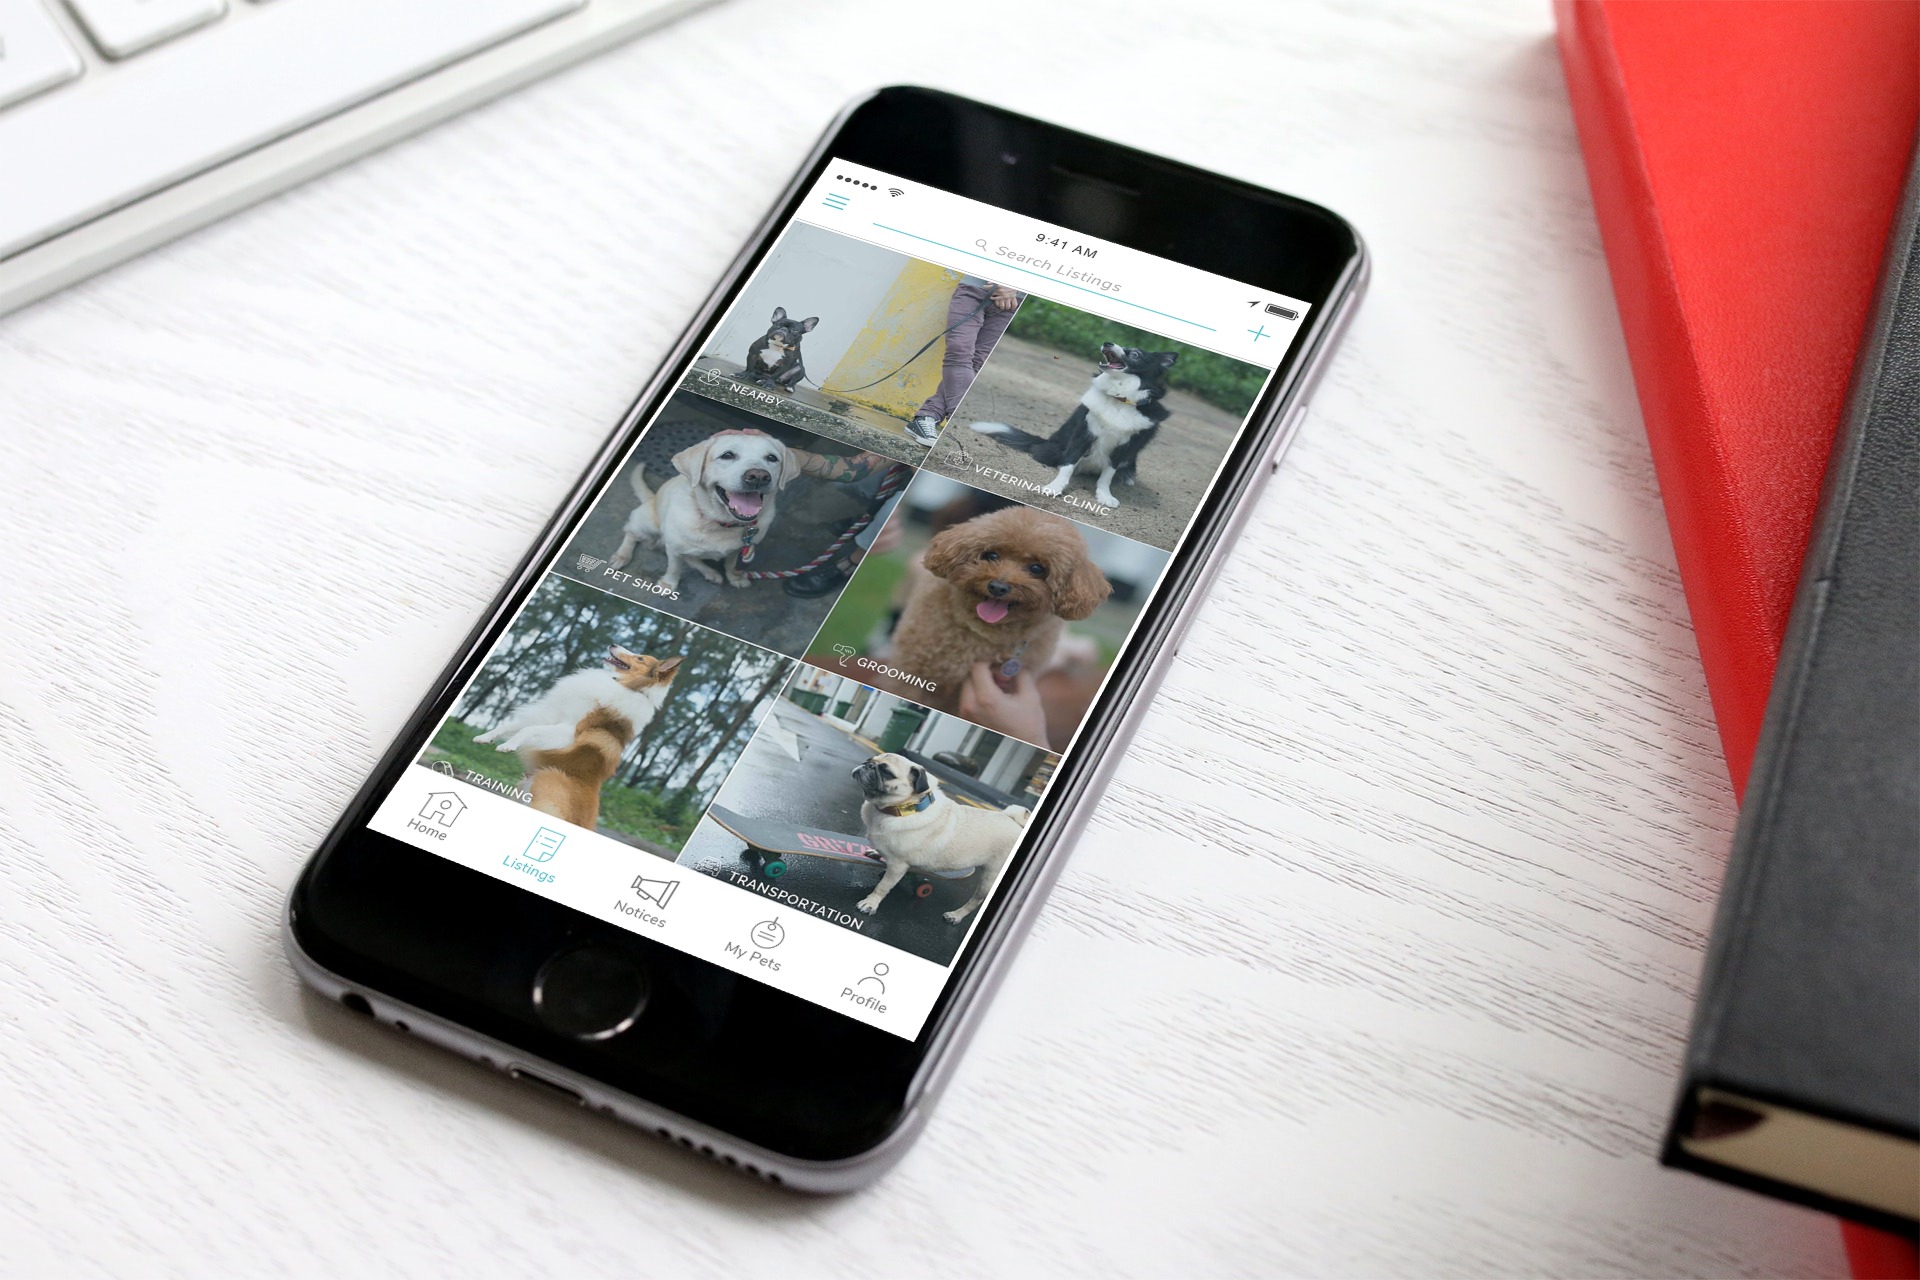 9:41 AM
Search Listings
NEARBY
VETERINARY CLINIC
PET SHOPS
GROOMING
TRAINING
TRANSPORTATION
Home
Listings
Notices
My Pets
Profile